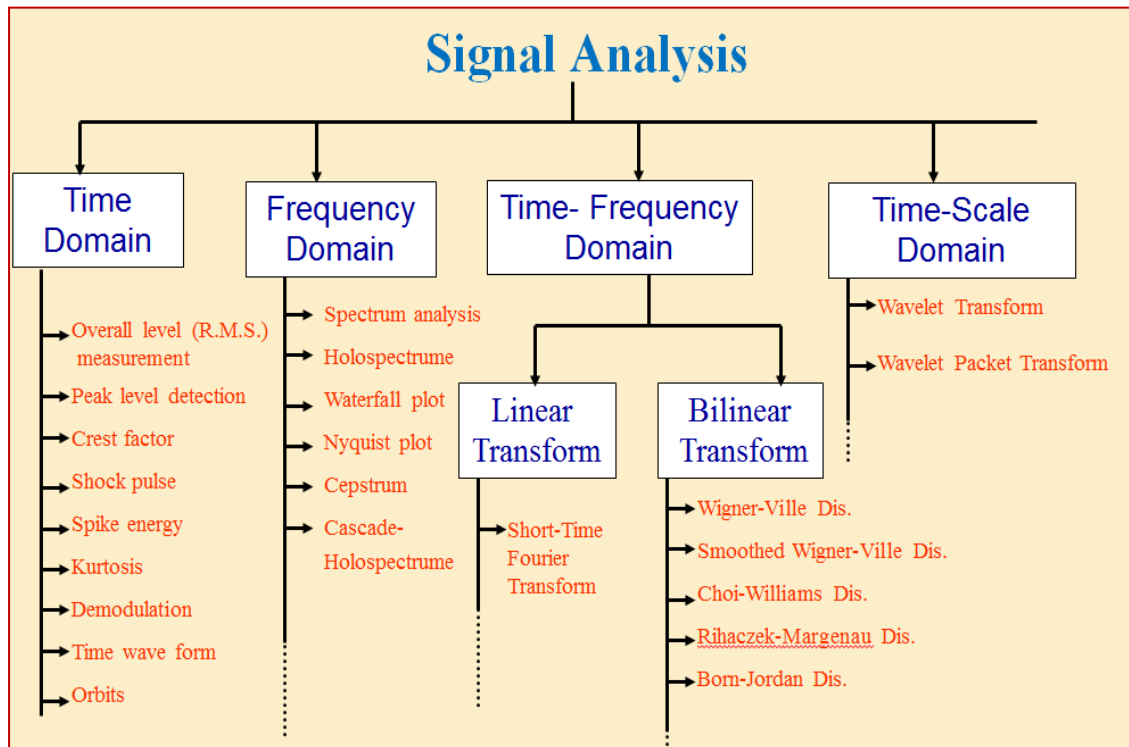 Signal Analysis
Time
Domain
Overall level (R.M.S.)
measurement
Peak level detection
Crest factor
Shock pulse
Spike energy
Kurtosis
Demodulation
Time wave form
Orbits
Frequency
Domain
Spectrum analysis
Holospectrume
Waterfall plot
Nyquist plot
Cepstrum
Cascade-
Holospectrume
Time- Frequency
Domain
Linear
Transform
Short-Time
Fourier
Transform
Bilinear
Transform
Wigner-Ville Dis.
Smoothed Wigner-Ville Dis.
Choi-Williams Dis.
Rihaczek-Margenau Dis.
Born-Jordan Dis.
Time-Scale
Domain
Wavelet Transform
Wavelet Packet Transform